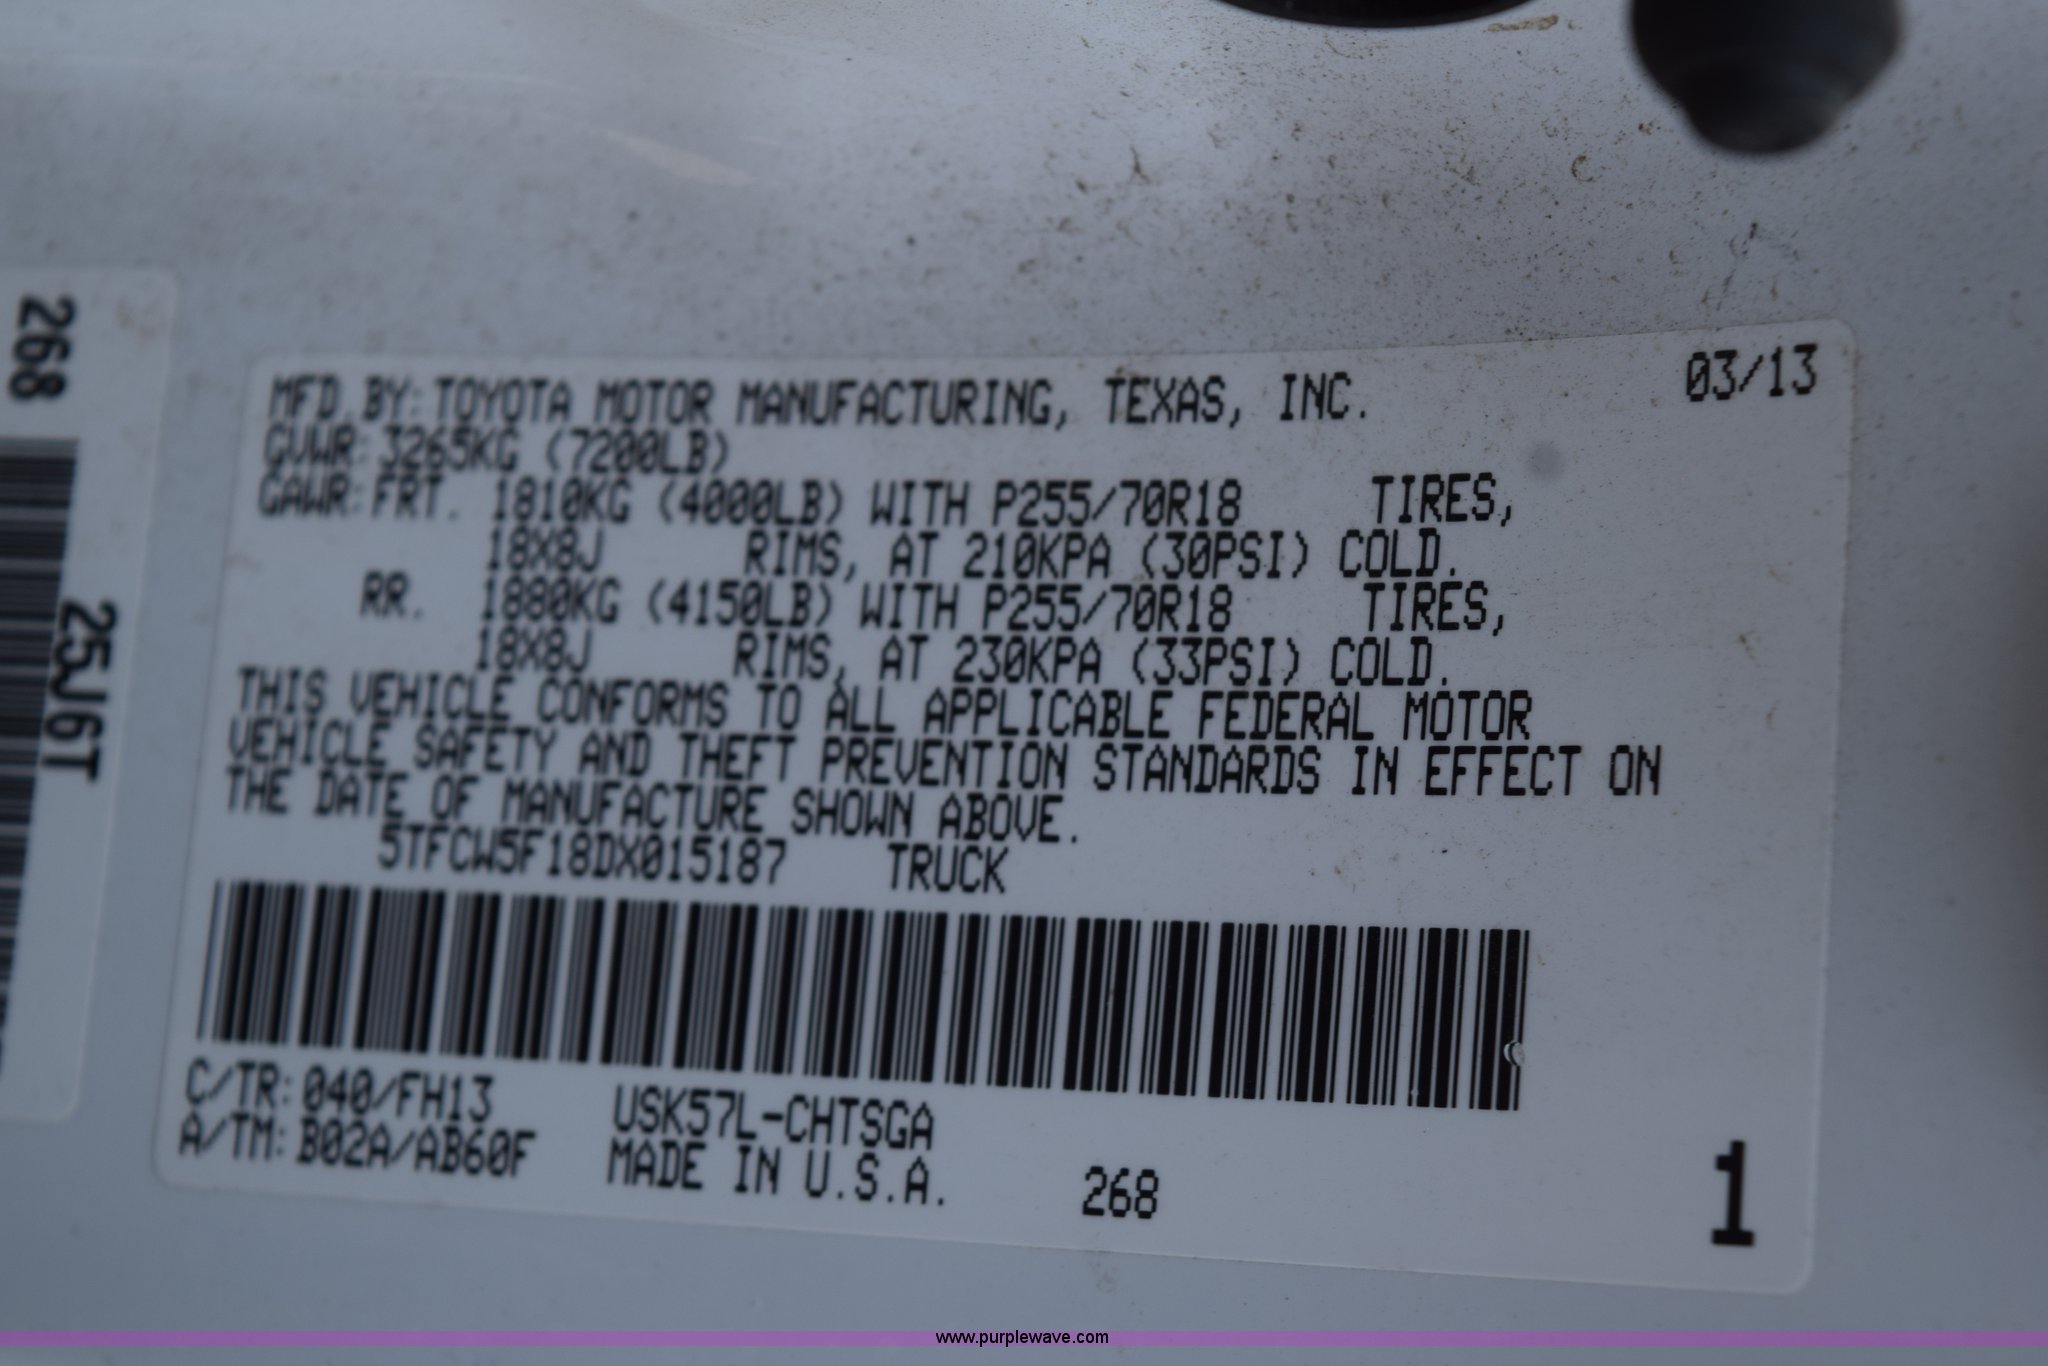 268
25J6T
03/13
MFD. BY: TOYOTA MOTOR MANUFACTURING, TEXAS, INC.
GVWR: 3265KG (7200LB)
GAWR: FRT. 1810KG (4000LB) WITH P255/70R18 TIRES,
18X8J RIMS, AT 210KPA (30PSI) COLD.
RR. 1880KG (4150LB) WITH P255/70R18 TIRES,
18X8J RIMS, AT 230KPA (33PSI) COLD.
THIS VEHICLE CONFORMS TO ALL APPLICABLE FEDERAL MOTOR
VEHICLE SAFETY AND THEFT PREVENTION STANDARDS IN EFFECT ON
THE DATE OF MANUFACTURE SHOWN ABOVE.
5TFCW5F18DX015187 TRUCK
C/TR: 040/FH13 USK57L-CHTSGA
A/TM: B02A/AB60F MADE IN U.S.A. 268
1
www.purplewave.com